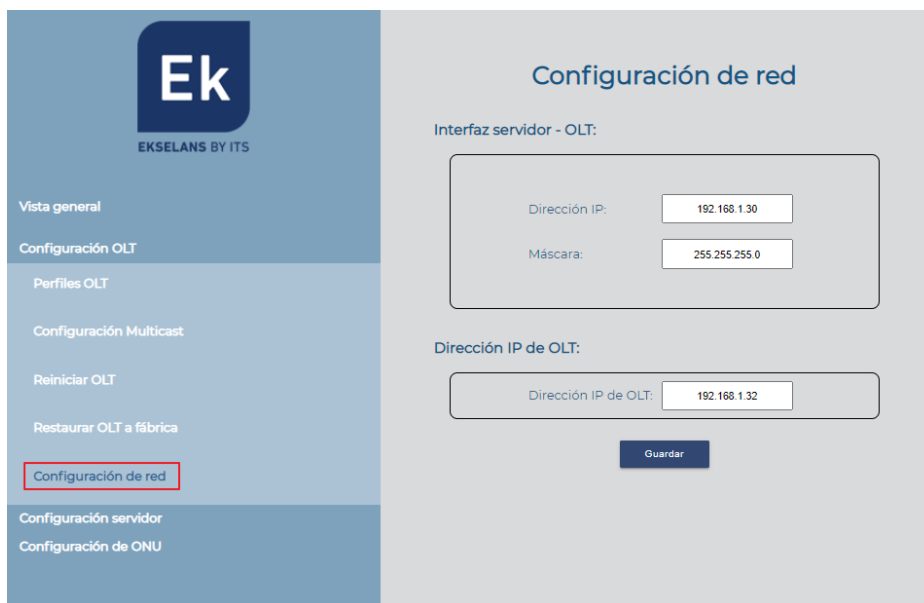 Ek
EKSELANS BY ITS
Vista general
Configuración OLT
Perfiles OLT
Configuración Multicast
Reiniciar OLT
Restaurar OLT a fábrica
Configuración de red
Configuración servidor
Configuración de ONU
Configuración de red
Interfaz servidor - OLT:
Dirección IP: 192.168.1.30
Máscara: 255.255.255.0
Dirección IP de OLT:
Dirección IP de OLT: 192.168.1.32
Guardar